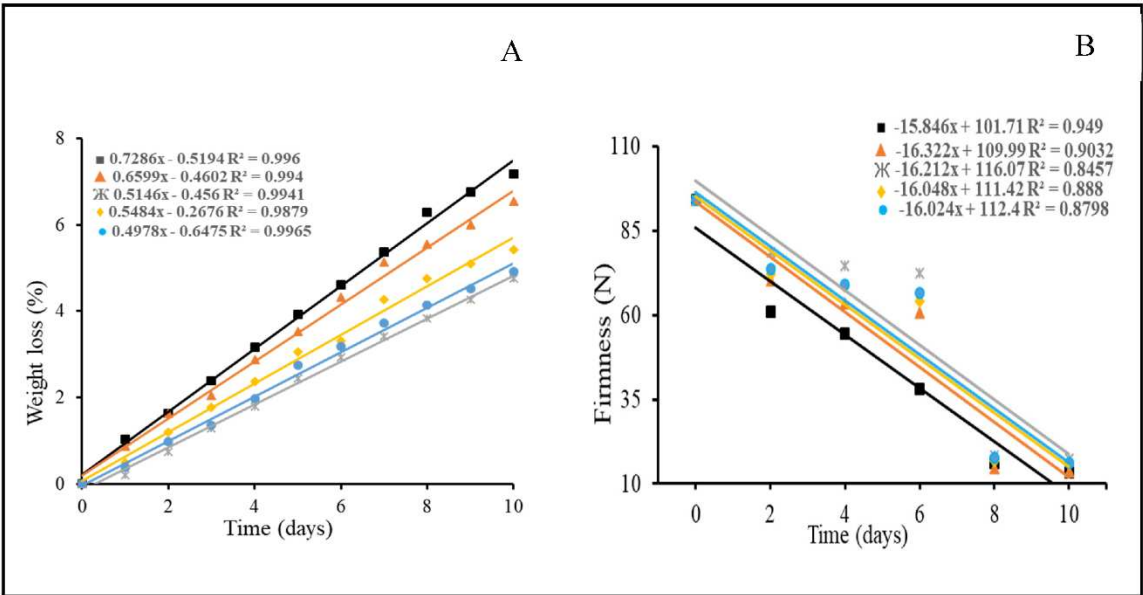 A
8
6
4
2
0
Weight loss (%)
0.7286x - 0.5194 R² = 0.996
0.6599x - 0.4602 R² = 0.994
0.5146x - 0.456 R² = 0.9941
0.5484x - 0.2676 R² = 0.9879
0.4978x - 0.6475 R² = 0.9965
0 2 4 6 8 10
Time (days)
B
110
85
60
35
10
Firmness (N)
-15.846x + 101.71 R² = 0.949
-16.322x + 109.99 R² = 0.9032
-16.212x + 116.07 R² = 0.8457
-16.048x + 111.42 R² = 0.888
-16.024x + 112.4 R² = 0.8798
0 2 4 6 8 10
Time (days)